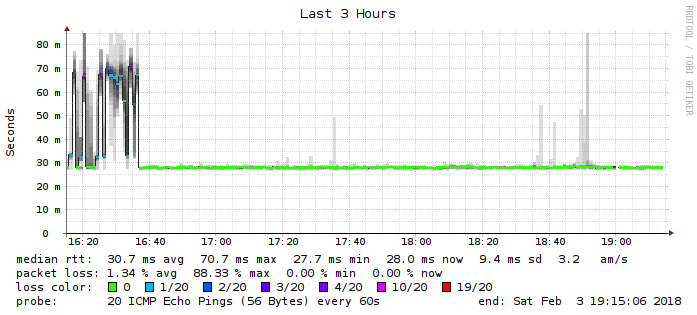 Last 3 Hours
RRDTOOL / TOBI OETIKER
Seconds
80 m
70 m
60 m
50 m
40 m
30 m
20 m
10 m
0
16:20 16:40 17:00 17:20 17:40 18:00 18:20 18:40 19:00
median rtt: 30.7 ms avg 70.7 ms max 27.7 ms min 28.0 ms now 9.4 ms sd 3.2 am/s
packet loss: 1.34 % avg 88.33 % max 0.00 % min 0.00 % now
loss color: 0 1/20 2/20 3/20 4/20 10/20 19/20
probe: 20 ICMP Echo Pings (56 Bytes) every 60s end: Sat Feb 3 19:15:06 2018